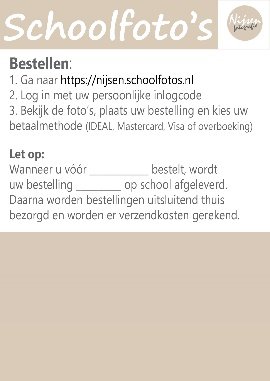 Schoolfoto's
Nijsen
Bestellen:
1. Ga naar https://nijsen.schoolfotos.nl
2. Log in met uw persoonlijke inlogcode
3. Bekijk de foto's, plaats uw bestelling en kies uw
betaalmethode (IDEAL, Mastercard, Visa of overboeking)
Let op:
Wanneer u vóór __________ bestelt, wordt
uw bestelling ________ op school afgeleverd.
Daarna worden bestellingen uitsluitend thuis
bezorgd en worden er verzendkosten gerekend.